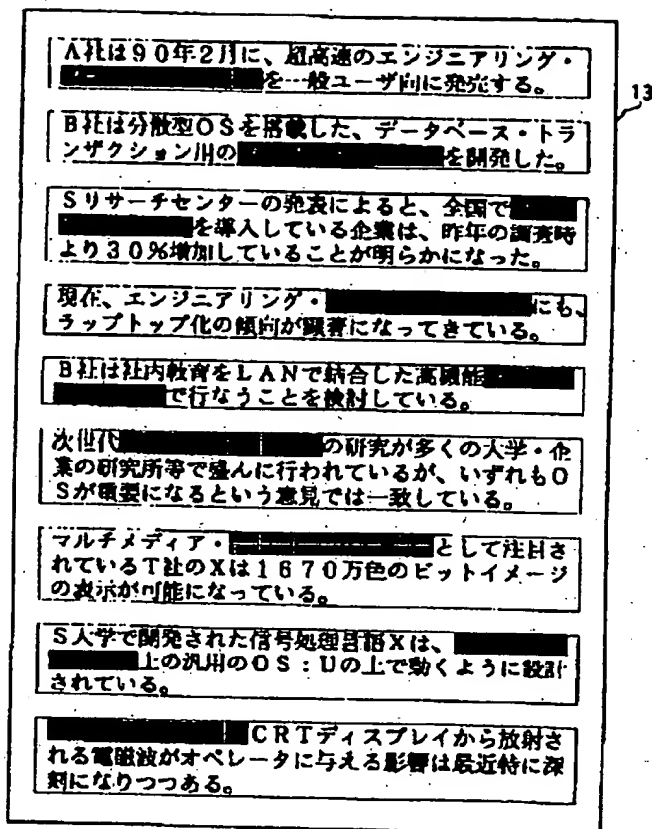 A社は90年2月に、超高速のエンジニアリング・
を一般ユーザ向に発売する。
13
B社は分散型OSを搭載した、データベース・トラ
ンザクション用の を開発した。
Sリサーチセンターの発表によると、全国で
を導入している企業は、昨年の調査時
より30%増加していることが明らかになった。
現在、エンジニアリング・ にも、
ラップトップ化の傾向が顕著になってきている。
B社は社内教育をLANで結合した高機能
で行なうことを検討している。
次世代 の研究が多くの大学・企
業の研究所等で盛んに行われているが、いずれもO
Sが重要になるという意見では一致している。
マルチメディア・ として注目さ
れているT社のXは1670万色のビットイメージ
の表示が可能になっている。
S大学で開発された信号処理言語Xは、
上の汎用のOS:Uの上で動くように設計
されている。
CRTディスプレイから放射さ
れる電磁波がオペレータに与える影響は最近特に深
刻になりつつある。